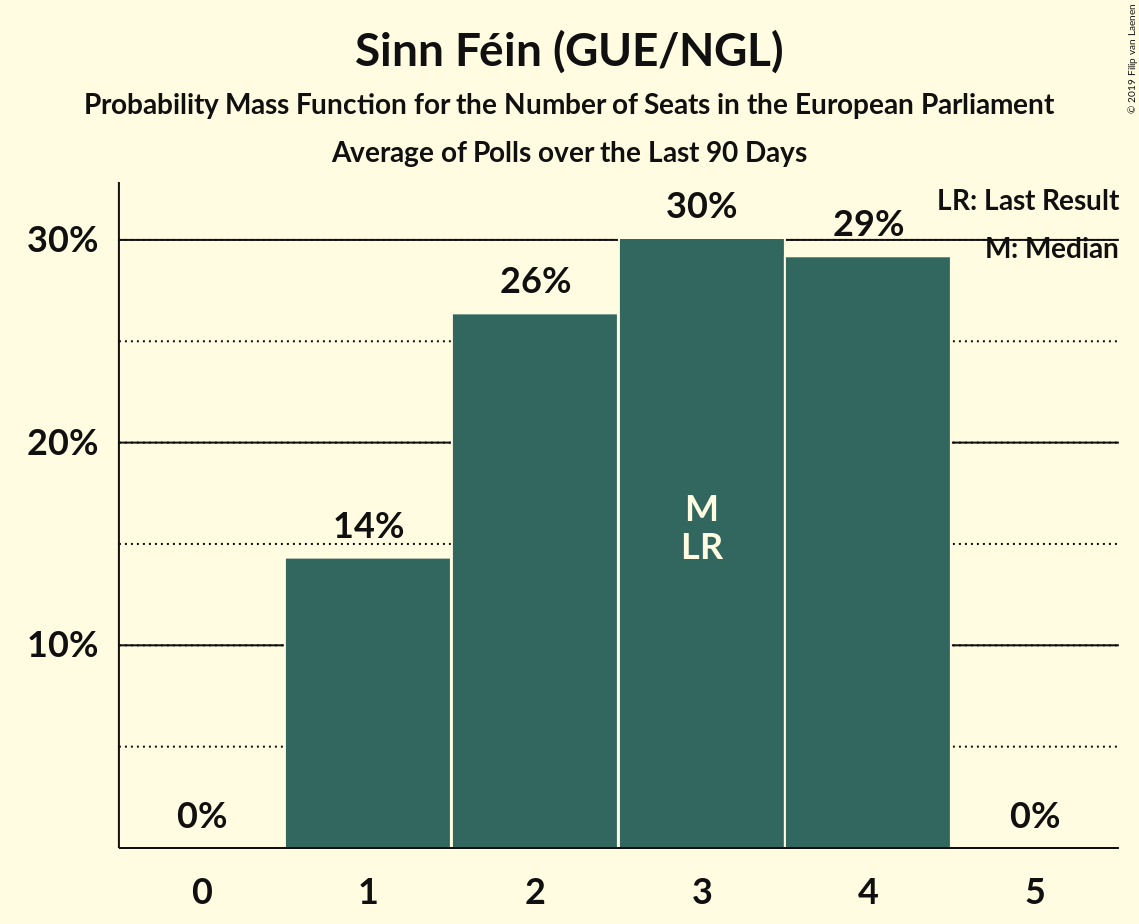 Sinn Féin (GUE/NGL)
Probability Mass Function for the Number of Seats in the European Parliament
Average of Polls over the Last 90 Days
© 2019 Filip van Laenen
LR: Last Result
M: Median
30%
20%
10%
0%
14%
26%
30%
29%
0%
M
LR
0
1
2
3
4
5